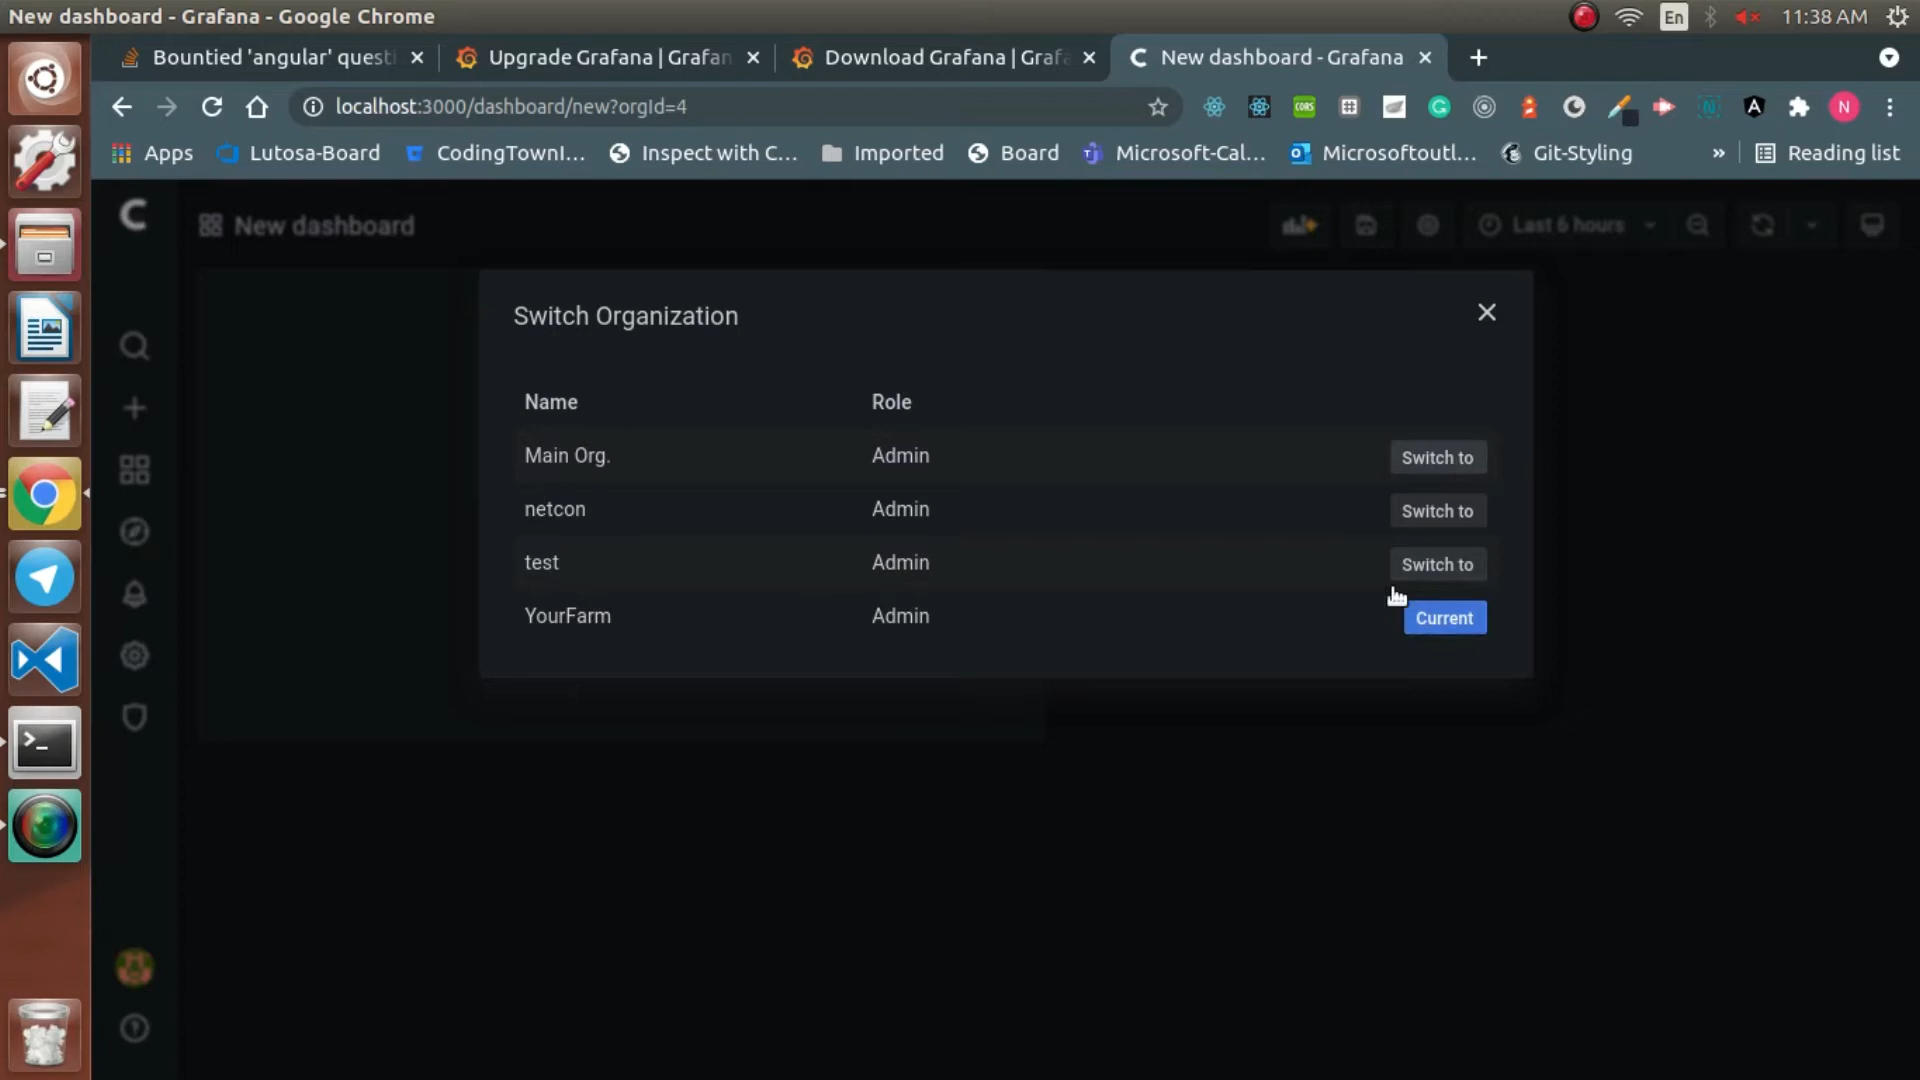 New dashboard - Grafana - Google Chrome
En
11:38 AM
Bountied 'angular' questi
Upgrade Grafana | Grafan
Download Grafana | Grafa
New dashboard - Grafana
localhost:3000/dashboard/new?orgId=4
CORS
N
A
N
Apps
Lutosa-Board
CodingTownI...
Inspect with C...
Imported
Board
Microsoft-Cal...
Microsoftoutl...
Git-Styling
»
Reading list
New dashboard
Last 6 hours
Switch Organization
Name
Role
Main Org.
Admin
Switch to
netcon
Admin
Switch to
test
Admin
Switch to
YourFarm
Admin
Current